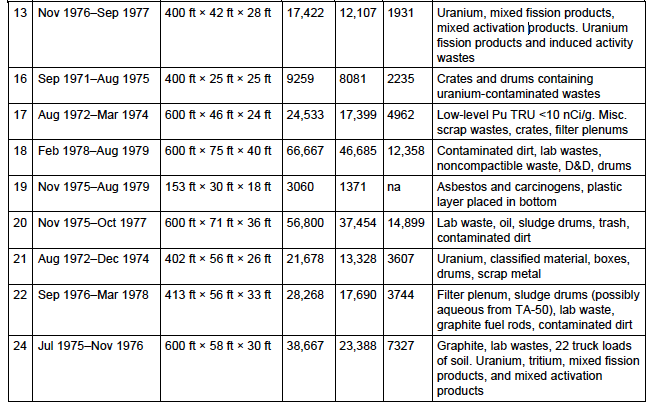 13 Nov 1976–Sep 1977 400 ft × 42 ft × 28 ft 17,422 12,107 1931 Uranium, mixed fission products,
mixed activation products. Uranium
fission products and induced activity
wastes
16 Sep 1971–Aug 1975 400 ft × 25 ft × 25 ft 9259 8081 2235 Crates and drums containing
uranium-contaminated wastes
17 Aug 1972–Mar 1974 600 ft × 46 ft × 24 ft 24,533 17,399 4962 Low-level Pu TRU <10 nCi/g. Misc.
scrap wastes, crates, filter plenums
18 Feb 1978–Aug 1979 600 ft × 75 ft × 40 ft 66,667 46,685 12,358 Contaminated dirt, lab wastes,
noncompactible waste, D&D, drums
19 Nov 1975–Aug 1979 153 ft × 30 ft × 18 ft 3060 1371 na Asbestos and carcinogens, plastic
layer placed in bottom
20 Nov 1975–Oct 1977 600 ft × 71 ft × 36 ft 56,800 37,454 14,899 Lab waste, oil, sludge drums, trash,
contaminated dirt
21 Aug 1972–Dec 1974 402 ft × 56 ft × 26 ft 21,678 13,328 3607 Uranium, classified material, boxes,
drums, scrap metal
22 Sep 1976–Mar 1978 413 ft × 56 ft × 33 ft 28,268 17,690 3744 Filter plenum, sludge drums (possibly
aqueous from TA-50), lab waste,
graphite fuel rods, contaminated dirt
24 Jul 1975–Nov 1976 600 ft × 58 ft × 30 ft 38,667 23,388 7327 Graphite, lab wastes, 22 truck loads
of soil. Uranium, tritium, mixed fission
products, and mixed activation
products